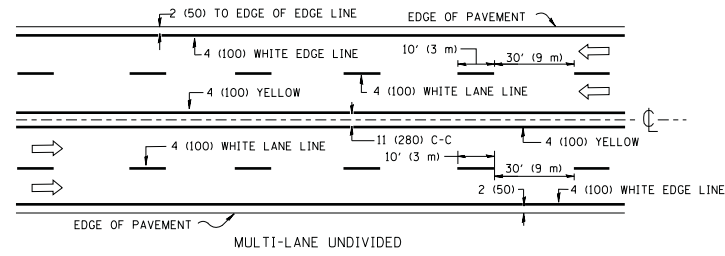 2 (50) TO EDGE OF EDGE LINE
EDGE OF PAVEMENT
4 (100) WHITE EDGE LINE
10' (3 m)
30' (9 m)
4 (100) YELLOW
4 (100) WHITE LANE LINE
℄
4 (100) WHITE LANE LINE
11 (280) C-C
4 (100) YELLOW
10' (3 m)
30' (9 m)
2 (50)
4 (100) WHITE EDGE LINE
EDGE OF PAVEMENT
MULTI-LANE UNDIVIDED